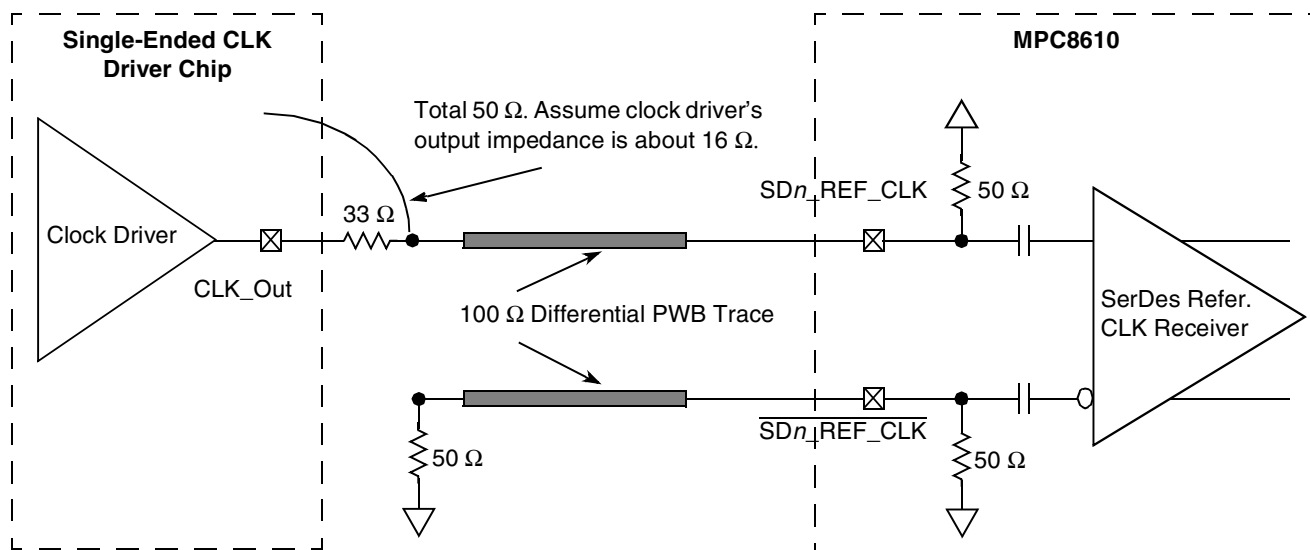 Single-Ended CLK
Driver Chip
MPC8610
Total 50 Ω. Assume clock driver's
output impedance is about 16 Ω.
SDn_REF_CLK
50 Ω
33 Ω
Clock Driver
CLK_Out
100 Ω Differential PWB Trace
SerDes Refer.
CLK Receiver
SDn_REF_CLK
50 Ω
50 Ω